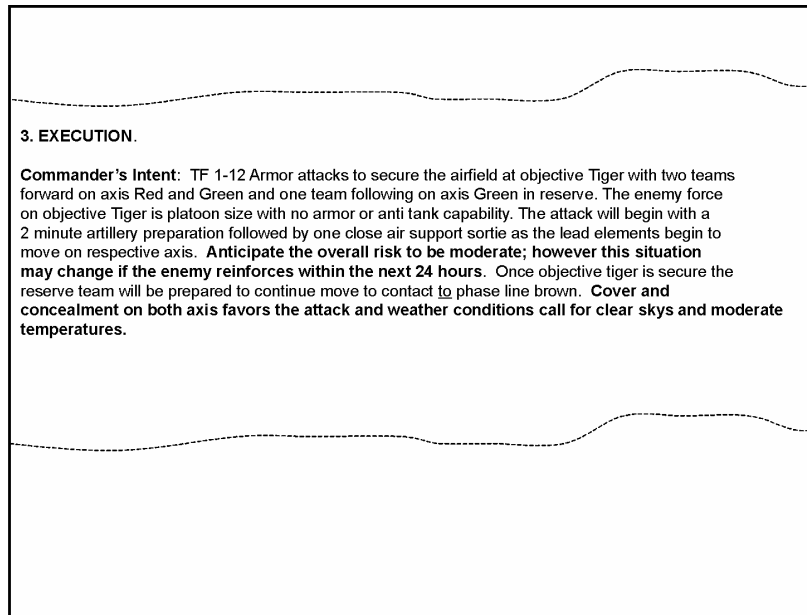 3. EXECUTION.
Commander's Intent:  TF 1-12 Armor attacks to secure the airfield at objective Tiger with two teams
forward on axis Red and Green and one team following on axis Green in reserve. The enemy force
on objective Tiger is platoon size with no armor or anti tank capability. The attack will begin with a
2 minute artillery preparation followed by one close air support sortie as the lead elements begin to
move on respective axis.  Anticipate the overall risk to be moderate; however this situation
may change if the enemy reinforces within the next 24 hours.  Once objective tiger is secure the
reserve team will be prepared to continue move to contact to phase line brown.  Cover and
concealment on both axis favors the attack and weather conditions call for clear skys and moderate
temperatures.